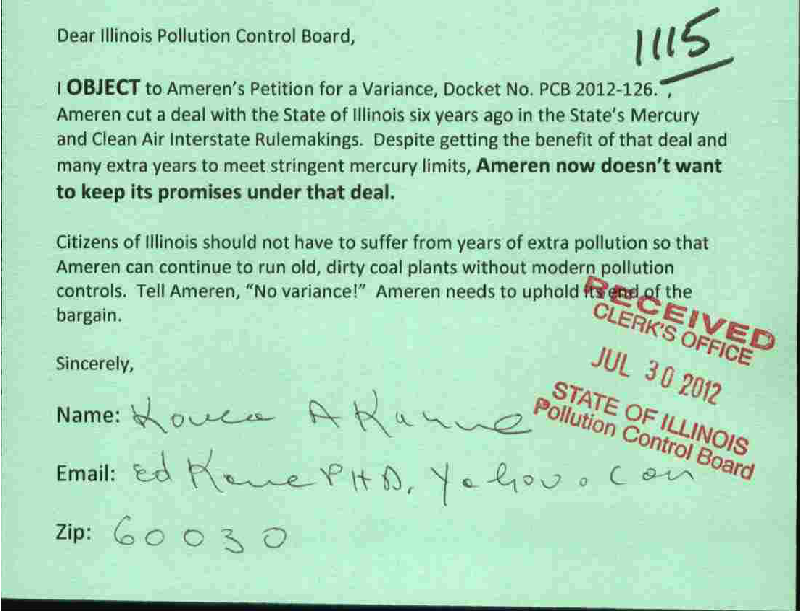 1115
Dear Illinois Pollution Control Board,
I OBJECT to Ameren's Petition for a Variance, Docket No. PCB 2012-126.
Ameren cut a deal with the State of Illinois six years ago in the State's Mercury
and Clean Air Interstate Rulemakings. Despite getting the benefit of that deal and
many extra years to meet stringent mercury limits, Ameren now doesn't want
to keep its promises under that deal.
Citizens of Illinois should not have to suffer from years of extra pollution so that
Ameren can continue to run old, dirty coal plants without modern pollution
controls. Tell Ameren, "No variance!" Ameren needs to uphold its end of the
bargain.
RECEIVED
CLERK'S OFFICE
JUL 30 2012
STATE OF ILLINOIS
Pollution Control Board
Sincerely,
Name: A
Email: Ed PHD, Yahoo.com
Zip: 60030